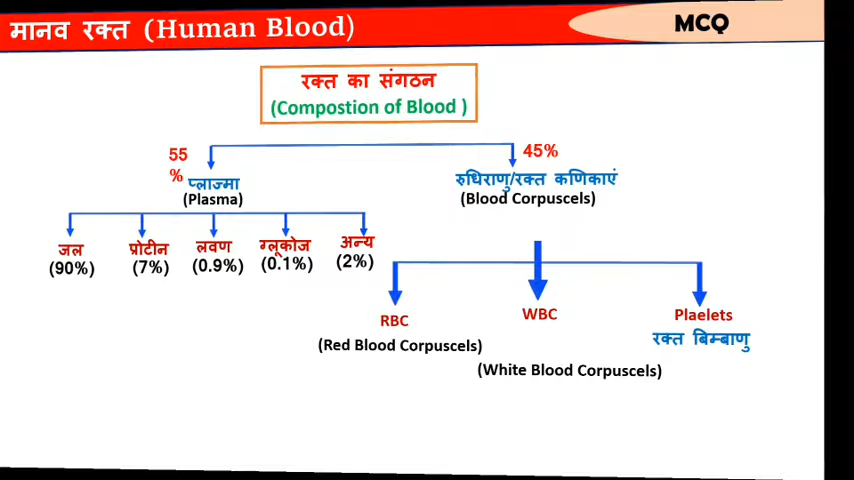 मानव रक्त (Human Blood)
MCQ
रक्त का संगठन
(Compostion of Blood )
55
%
45%
प्लाज्मा
(Plasma)
रुधिराणु/रक्त कणिकाएं
(Blood Corpuscels)
जल
(90%)
प्रोटीन
(7%)
लवण
(0.9%)
ग्लूकोज
(0.1%)
अन्य
(2%)
RBC
(Red Blood Corpuscels)
WBC
(White Blood Corpuscels)
Plaelets
रक्त बिम्बाणु